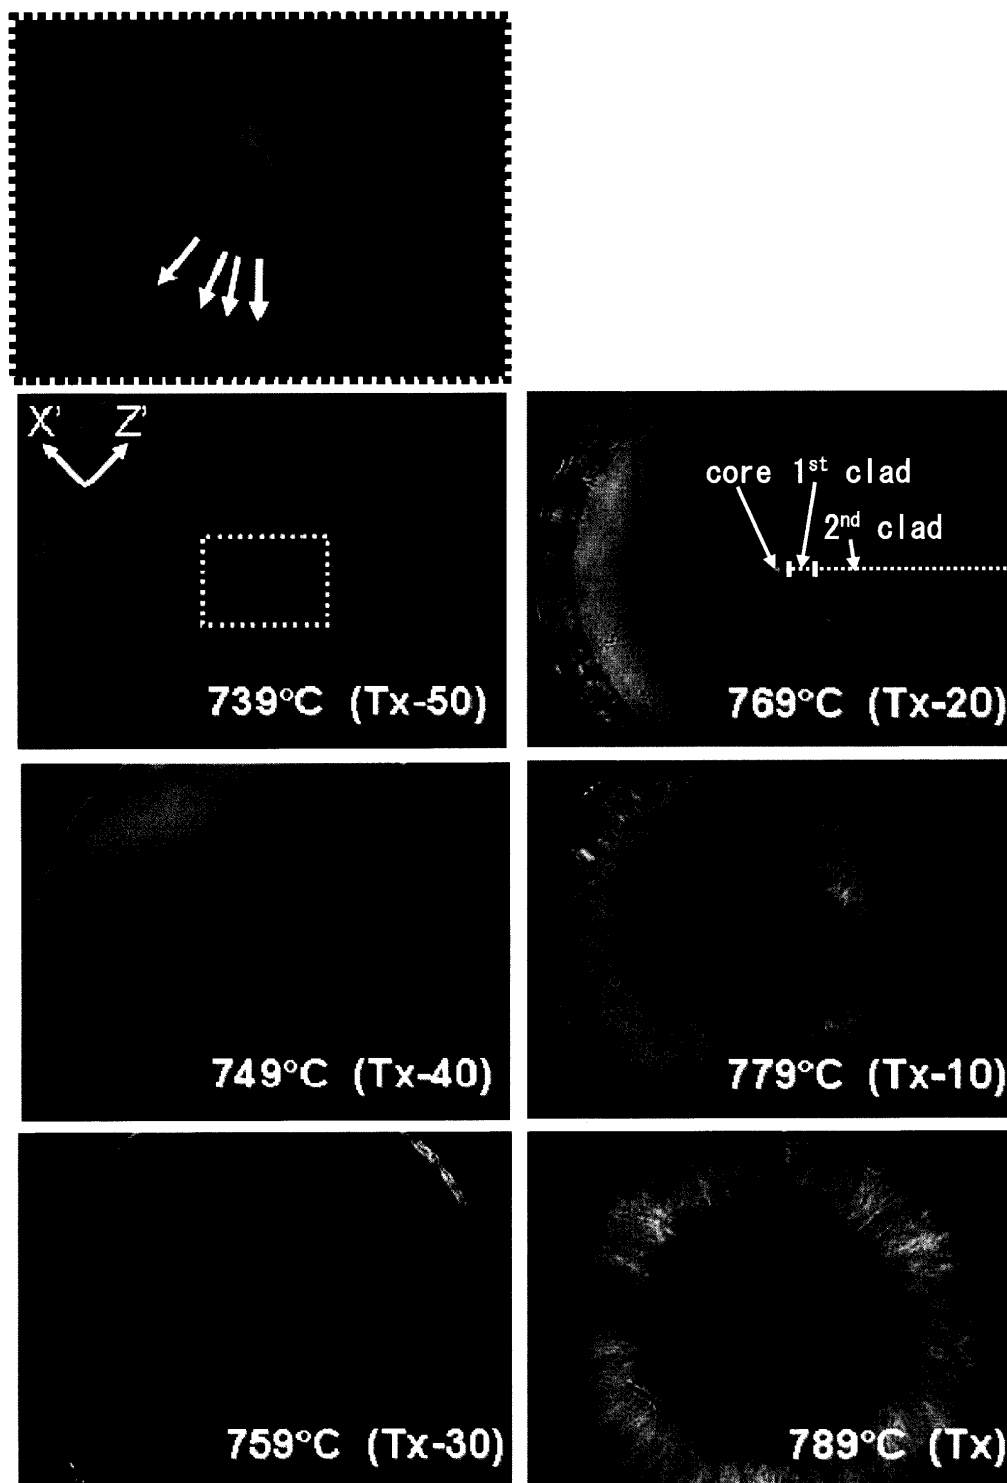 X' Z'
739°C (Tx-50)
core 1st clad
2nd clad
769°C (Tx-20)
749°C (Tx-40)
779°C (Tx-10)
759°C (Tx-30)
789°C (Tx)